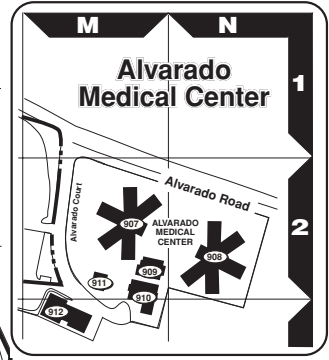 M N
Alvarado
Medical Center
1
Alvarado Road
Alvarado Court
907
ALVARADO
MEDICAL
CENTER
2
908
909
911
910
912